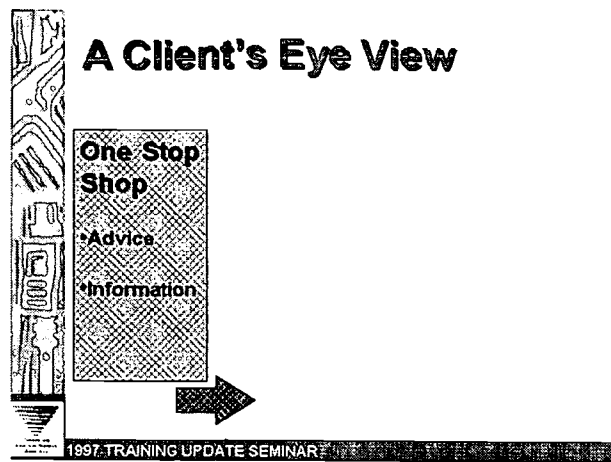 A Client's Eye View
One Stop
Shop
•Advice
•Information
1997 TRAINING UPDATE SEMINAR